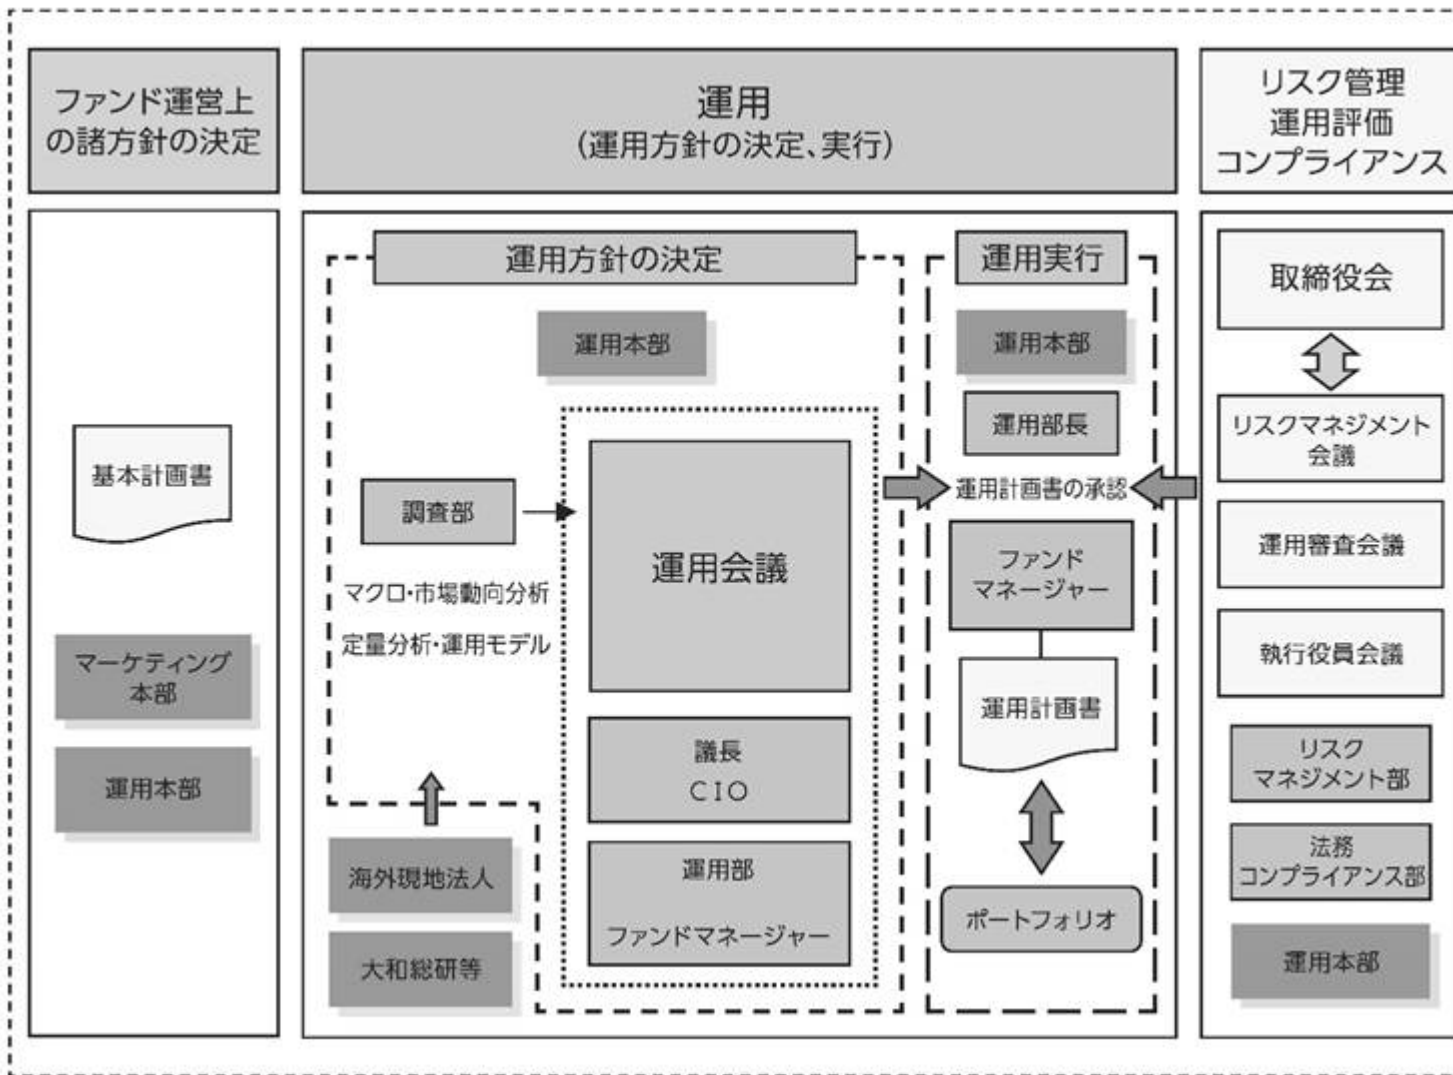 ファンド運営上
の諸方針の決定
基本計画書
マーケティング
本部
運用本部
運用
(運用方針の決定、実行)
運用方針の決定
運用本部
調査部
マクロ・市場動向分析
定量分析・運用モデル
運用会議
議長
CIO
運用部
ファンドマネージャー
海外現地法人
大和総研等
運用実行
運用本部
運用部長
運用計画書の承認
ファンド
マネージャー
運用計画書
ポートフォリオ
リスク管理
運用評価
コンプライアンス
取締役会
リスクマネジメント
会議
運用審査会議
執行役員会議
リスク
マネジメント部
法務
コンプライアンス部
運用本部